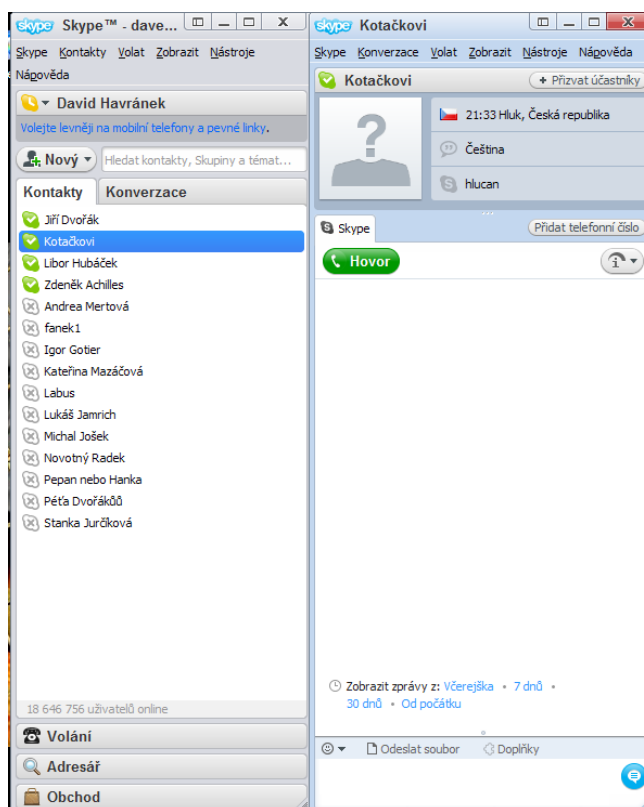 skype Skype™ - dave...
Skype Kontakty Volat Zobrazit Nástroje
Nápověda
David Havránek
Volejte levněji na mobilní telefony a pevné linky.
Nový
Hledat kontakty, Skupiny a témat...
Kontakty Konverzace
Jiří Dvořák
Kotačkovi
Libor Hubáček
Zdeněk Achilles
Andrea Mertová
fanek1
Igor Gotier
Kateřina Mazáčová
Labus
Lukáš Jamrich
Michal Jošek
Novotný Radek
Pepan nebo Hanka
Péťa Dvořákůů
Stanka Jurčíková
18 646 756 uživatelů online
Volání
Adresář
Obchod
skype Kotačkovi
Skype Konverzace Volat Zobrazit Nástroje Nápověda
Kotačkovi
+ Přizvat účastníky
21:33 Hluk, Česká republika
Čeština
hlucan
Skype
Přidat telefonní číslo
Hovor
Zobrazit zprávy z: Včerejška • 7 dnů •
30 dnů • Od počátku
Odeslat soubor Doplňky